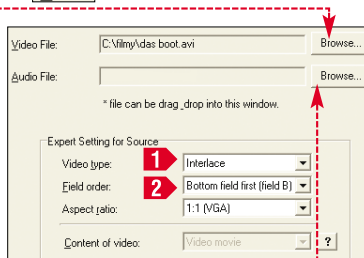 Video File: C:\filmy\das boot.avi Browse...
Audio File: Browse...
* file can be drag_drop into this window.
Expert Setting for Source
Video type: 1 Interlace
Field order: 2 Bottom field first (field B)
Aspect ratio: 1:1 (VGA)
Content of video: Video movie ?